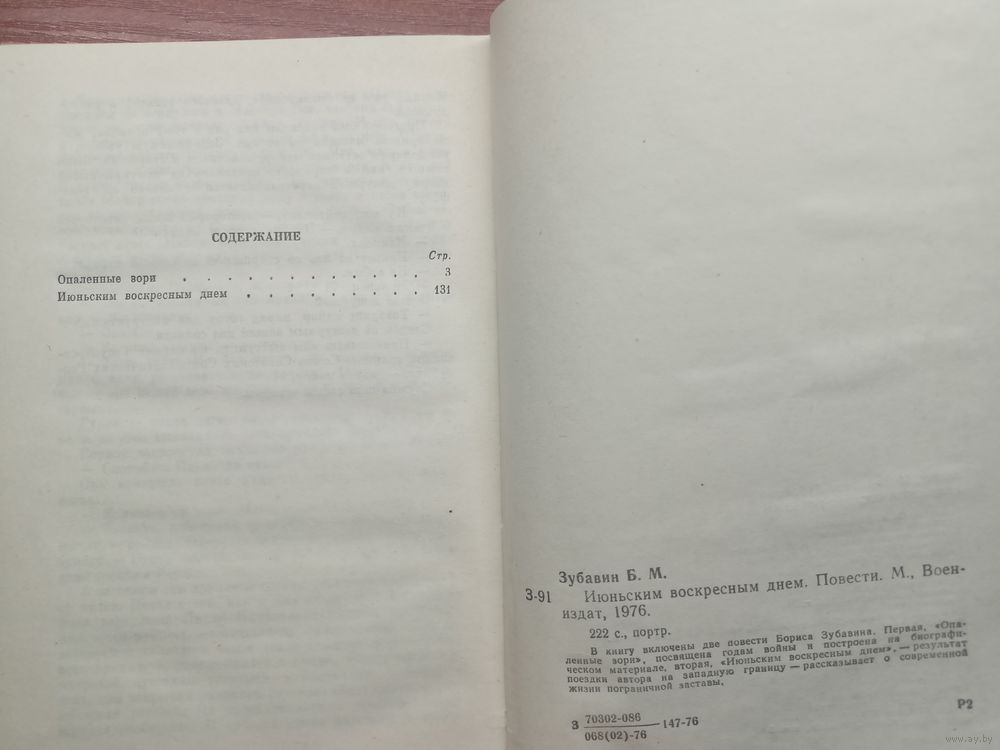 СОДЕРЖАНИЕ
Стр.
Опаленные зори . . . . . . . . . . . . 3
Июньским воскресным днем . . . . . . . . . 131
Зубавин Б. М.
З-91 Июньским воскресным днем. Повести. М., Воен-
издат, 1976.
222 с., портр.
В книгу включены две повести Бориса Зубавина. Первая, «Опа-
ленные зори», посвящена годам войны и построена на биографи-
ческом материале, вторая, «Июньским воскресным днем», — результат
поездки автора на западную границу — рассказывает о современной
жизни пограничной заставы.
Р2
З 70302-086 —147-76
068(02)-76
www.ay.by